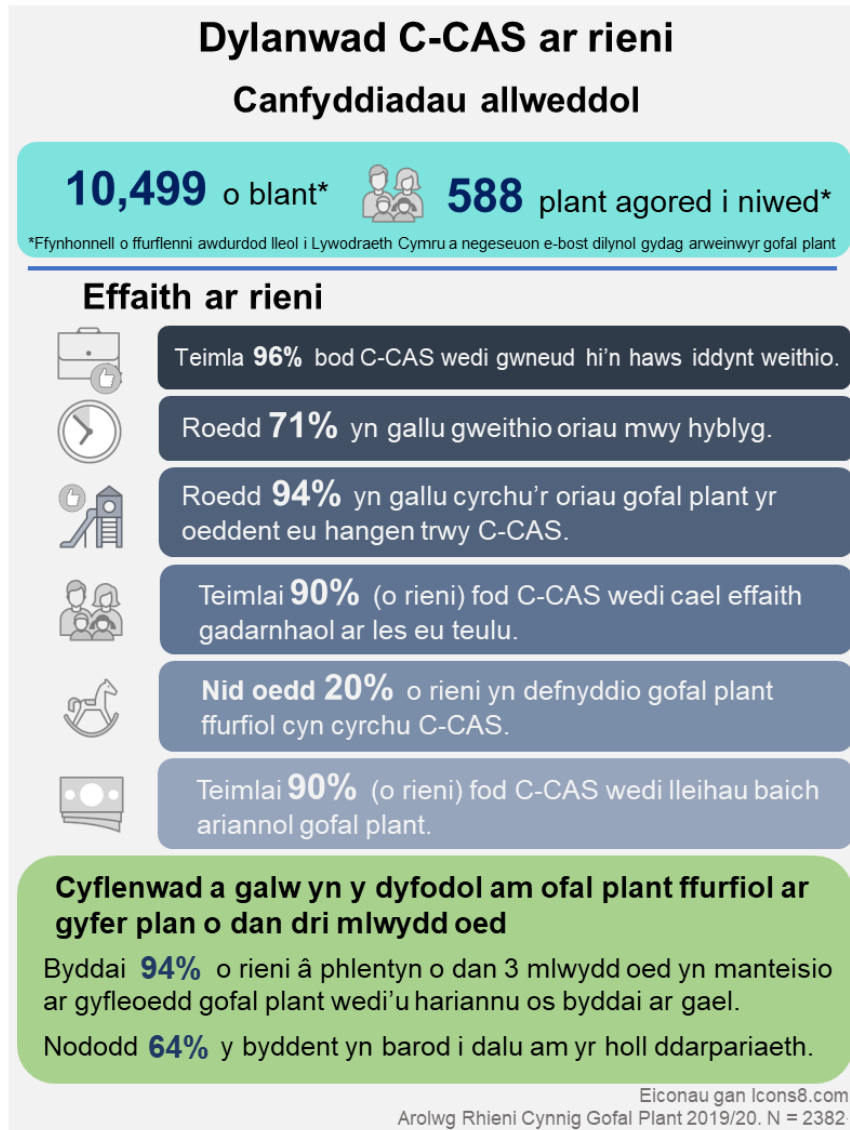 Dylanwad C-CAS ar rieni
Canfyddiadau allweddol
10,499 o blant*
588 plant agored i niwed*
*Ffynhonnell o ffurflenni awdurdod lleol i Lywodraeth Cymru a negeseuon e-bost dilynol gydag arweinwyr gofal plant
Effaith ar rieni
Teimla 96% bod C-CAS wedi gwneud hi'n haws iddynt weithio.
Roedd 71% yn gallu gweithio oriau mwy hyblyg.
Roedd 94% yn gallu cyrchu'r oriau gofal plant yr
oeddent eu hangen trwy C-CAS.
Teimlai 90% (o rieni) fod C-CAS wedi cael effaith
gadarnhaol ar les eu teulu.
Nid oedd 20% o rieni yn defnyddio gofal plant
ffurfiol cyn cyrchu C-CAS.
Teimlai 90% (o rieni) fod C-CAS wedi lleihau baich
ariannol gofal plant.
Cyflenwad a galw yn y dyfodol am ofal plant ffurfiol ar
gyfer plan o dan dri mlwydd oed
Byddai 94% o rieni â phlentyn o dan 3 mlwydd oed yn manteisio
ar gyfleoedd gofal plant wedi'u hariannu os byddai ar gael.
Nododd 64% y byddent yn barod i dalu am yr holl ddarpariaeth.
Eiconau gan Icons8.com
Arolwg Rhieni Cynnig Gofal Plant 2019/20. N = 2382